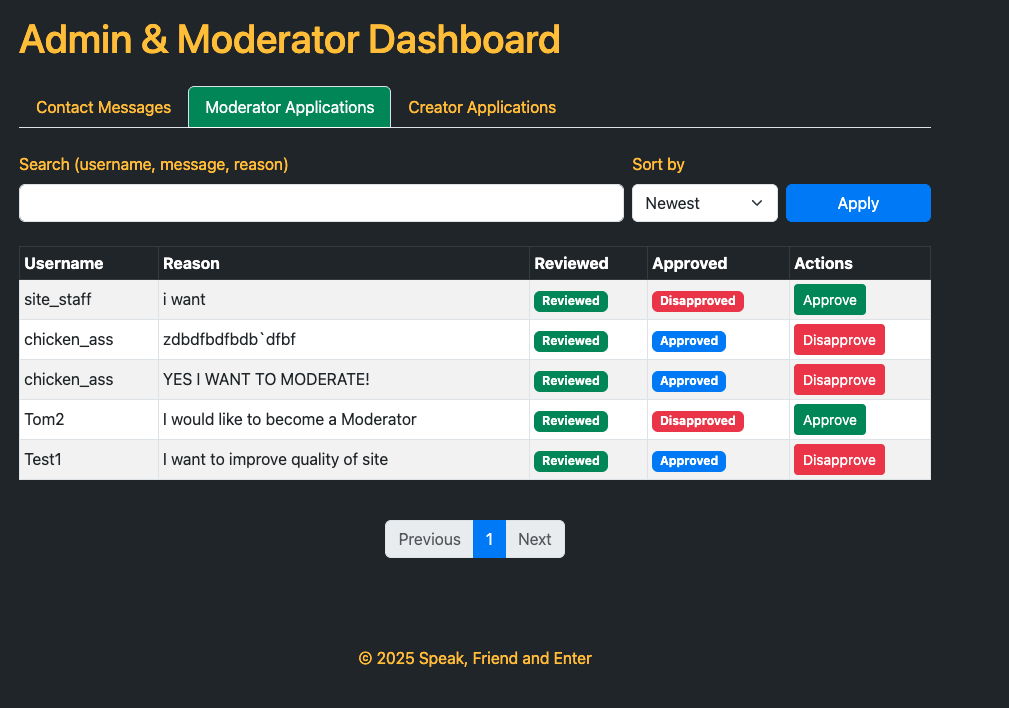 Admin & Moderator Dashboard
Contact Messages Moderator Applications Creator Applications
Search (username, message, reason) Sort by
Newest Apply
Username Reason Reviewed Approved Actions
site_staff i want Reviewed Disapproved Approve
chicken_ass zdbdfbdfbdb`dfbf Reviewed Approved Disapprove
chicken_ass YES I WANT TO MODERATE! Reviewed Approved Disapprove
Tom2 I would like to become a Moderator Reviewed Disapproved Approve
Test1 I want to improve quality of site Reviewed Approved Disapprove
Previous 1 Next
© 2025 Speak, Friend and Enter